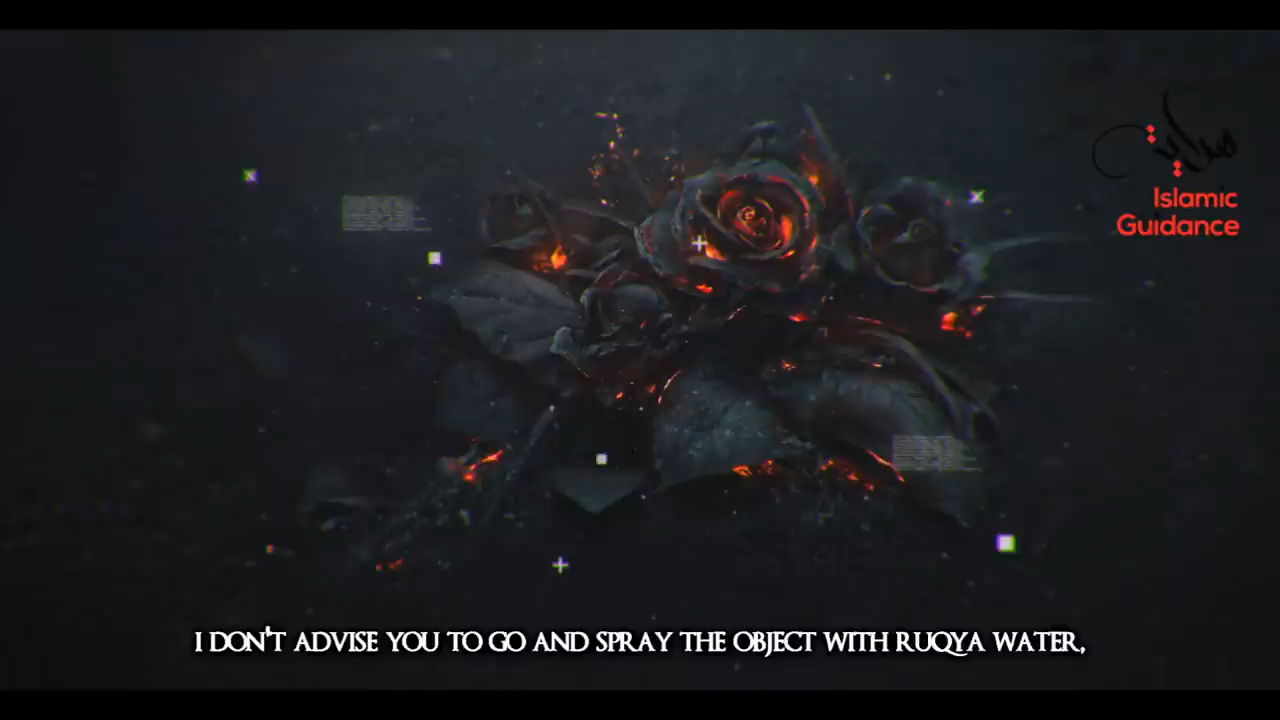 Islamic
Guidance
I DON'T ADVISE YOU TO GO AND SPRAY THE OBJECT WITH RUQYA WATER,